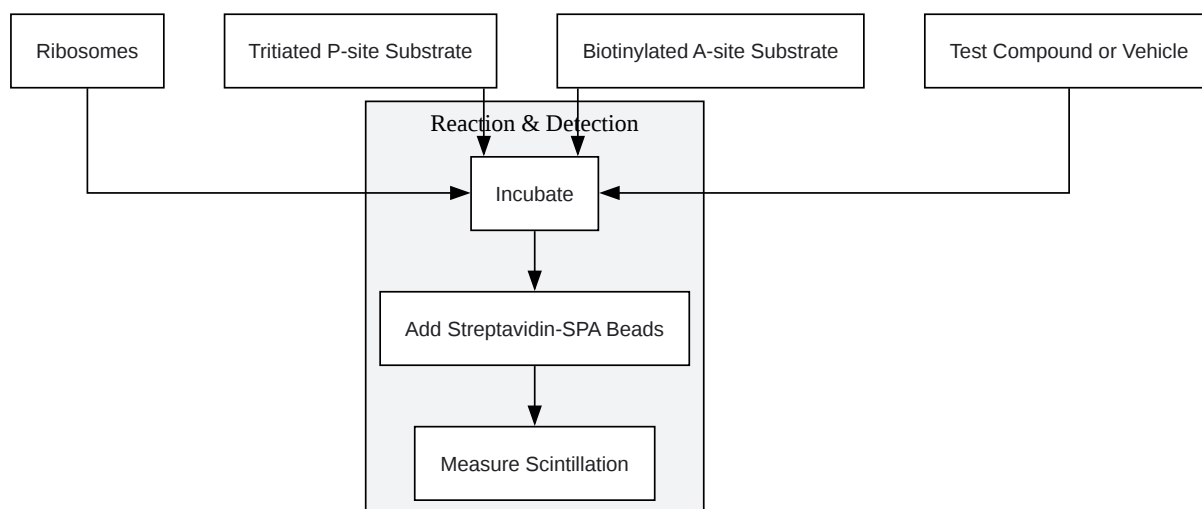 Ribosomes
Tritiated P-site Substrate
Biotinylated A-site Substrate
Test Compound or Vehicle
Reaction & Detection
Incubate
Add Streptavidin-SPA Beads
Measure Scintillation